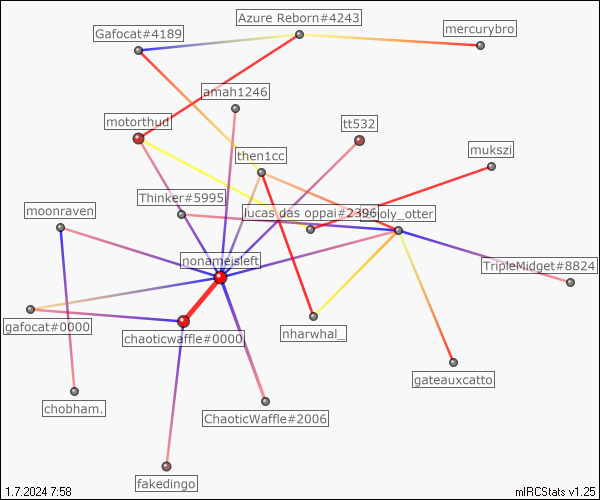 Azure Reborn#4243
mercurybro
Gafocat#4189
amah1246
motorthud
tt532
then1cc
mukszi
Thinker#5995
moonraven
lucas das oppai#2396
oly_otter
nonameisleft
TripleMidget#8824
gafocat#0000
chaoticwaffle#0000
nharwhal_
gateauxcatto
chobham.
ChaoticWaffle#2006
fakedingo
1.7.2024 7:58
mIRCStats v1.25